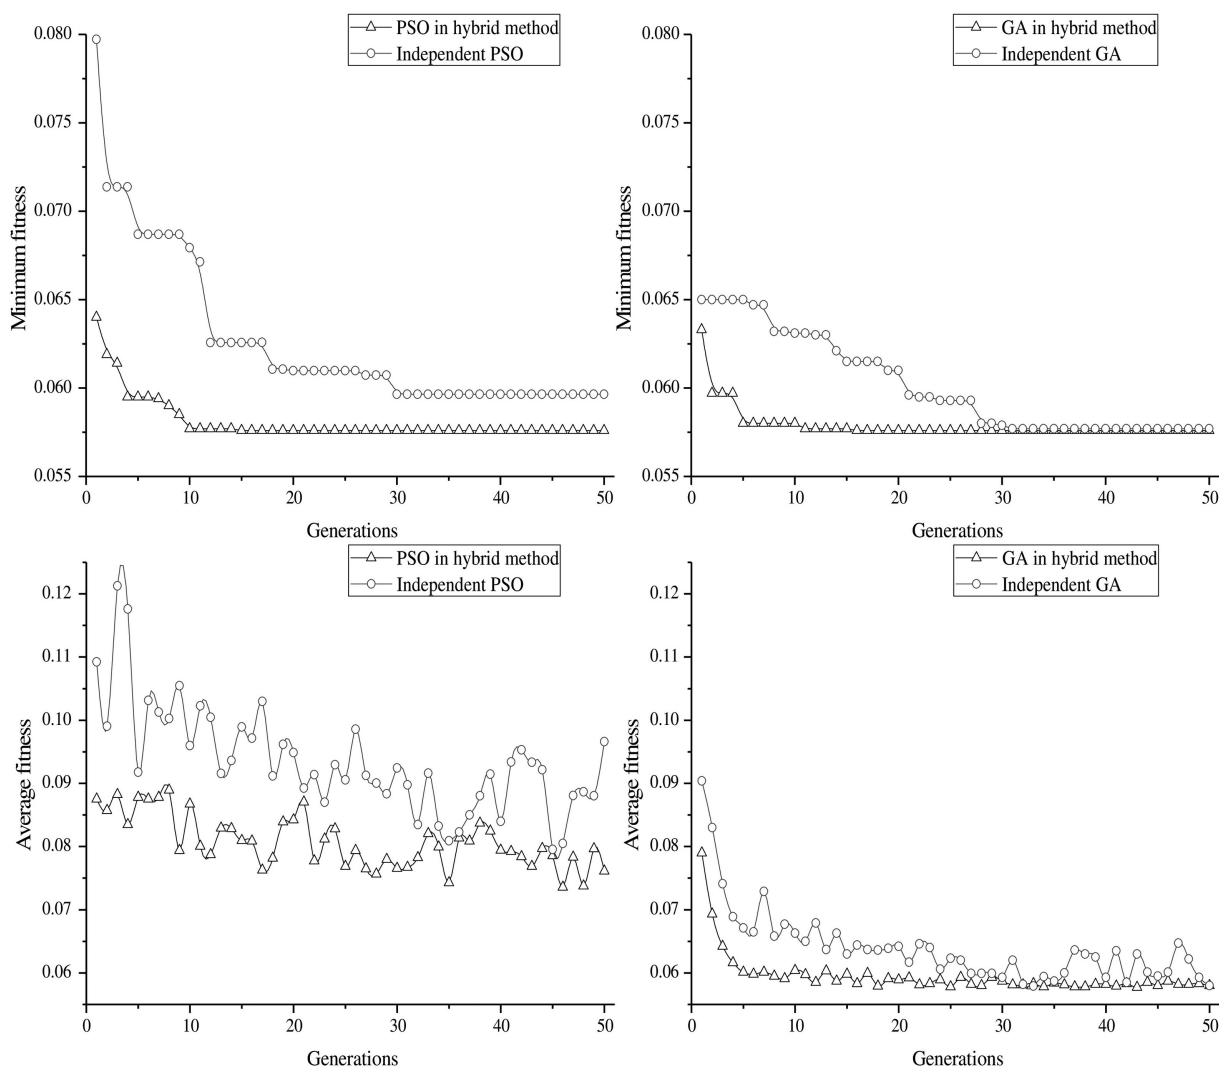 PSO in hybrid method
Independent PSO
0.080
0.075
0.070
0.065
0.060
0.055
Minimum fitness
0 10 20 30 40 50
Generations
GA in hybrid method
Independent GA
0.080
0.075
0.070
0.065
0.060
0.055
Minimum fitness
0 10 20 30 40 50
Generations
PSO in hybrid method
Independent PSO
0.12
0.11
0.10
0.09
0.08
0.07
0.06
Average fitness
0 10 20 30 40 50
Generations
GA in hybrid method
Independent GA
0.12
0.11
0.10
0.09
0.08
0.07
0.06
Average fitness
0 10 20 30 40 50
Generations